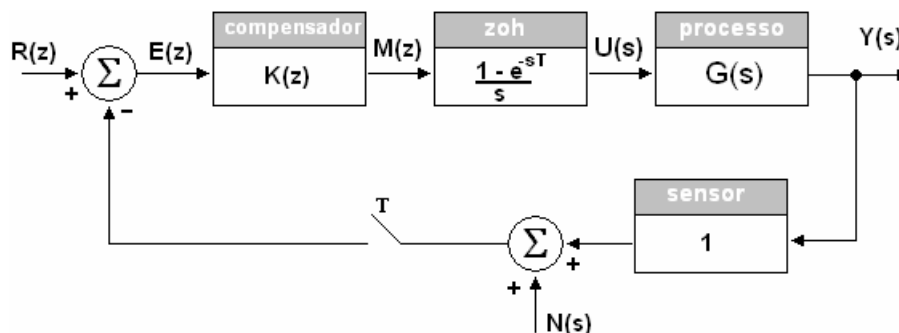 compensador
zoh
processo
R(z)
E(z)
M(z)
U(s)
Y(s)
Σ
K(z)
1 - e^-sT
s
G(s)
+
−
sensor
T
1
Σ
+
+
N(s)